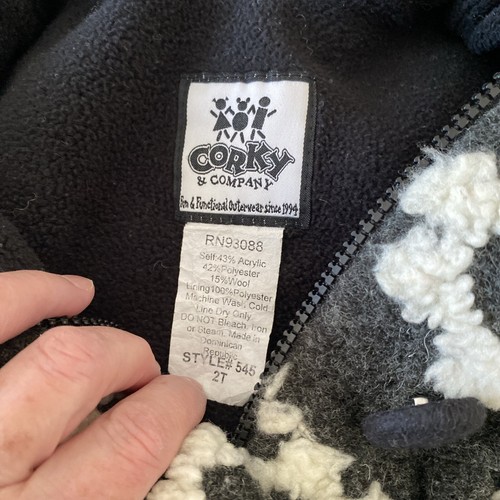 CORKY
& COMPANY
Fun & Functional Outerwear since 1994
RN93088
Self:43% Acrylic
42%Polyester
15%Wool
Lining100%Polyester
Machine Wash Cold
Line Dry Only
DO NOT Bleach, Iron
or Steam. Made in
Dominican
Republic
STYLE# 545
2T